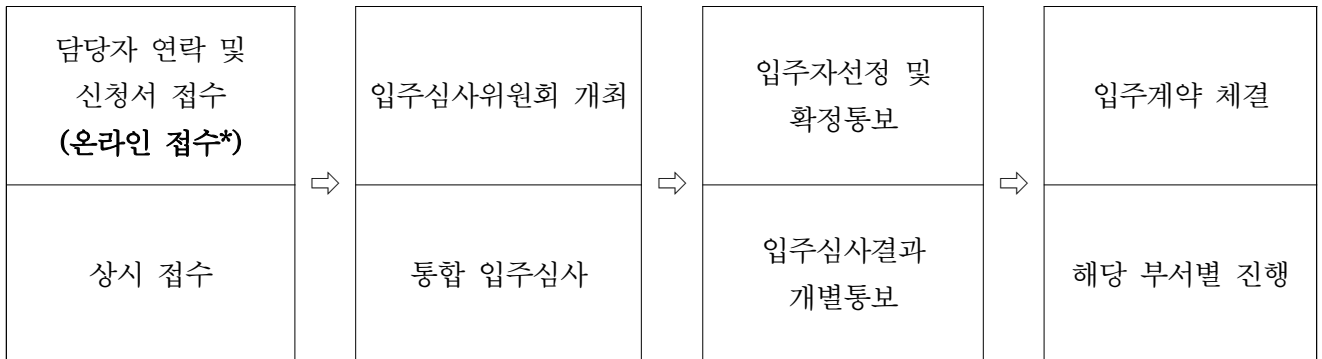 담당자 연락 및
신청서 접수
(온라인 접수*)
상시 접수
⇨
입주심사위원회 개최
통합 입주심사
⇨
입주자선정 및
확정통보
입주심사결과
개별통보
⇨
입주계약 체결
해당 부서별 진행